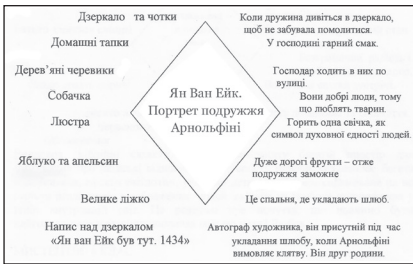 Дзеркало та чотки
Коли дружина дивіться в дзеркало,
щоб не забувала помолитися.
Домашні тапки
У господині гарний смак.
Дерев'яні черевики
Господар ходить в них по
вулиці.
Собачка
Вони добрі люди, тому
що люблять тварин.
Люстра
Горить одна свічка, як
символ духовної єдності людей.
Ян Ван Ейк.
Портрет подружжя
Арнольфіні
Яблуко та апельсин
Дуже дорогі фрукти – отже
подружжя заможне
Велике ліжко
Це спальня, де укладають шлюб.
Напис над дзеркалом
«Ян ван Ейк був тут. 1434»
Автограф художника, він присутній під час
укладання шлюбу, коли Арнольфіні
вимовляє клятву. Він друг родини.